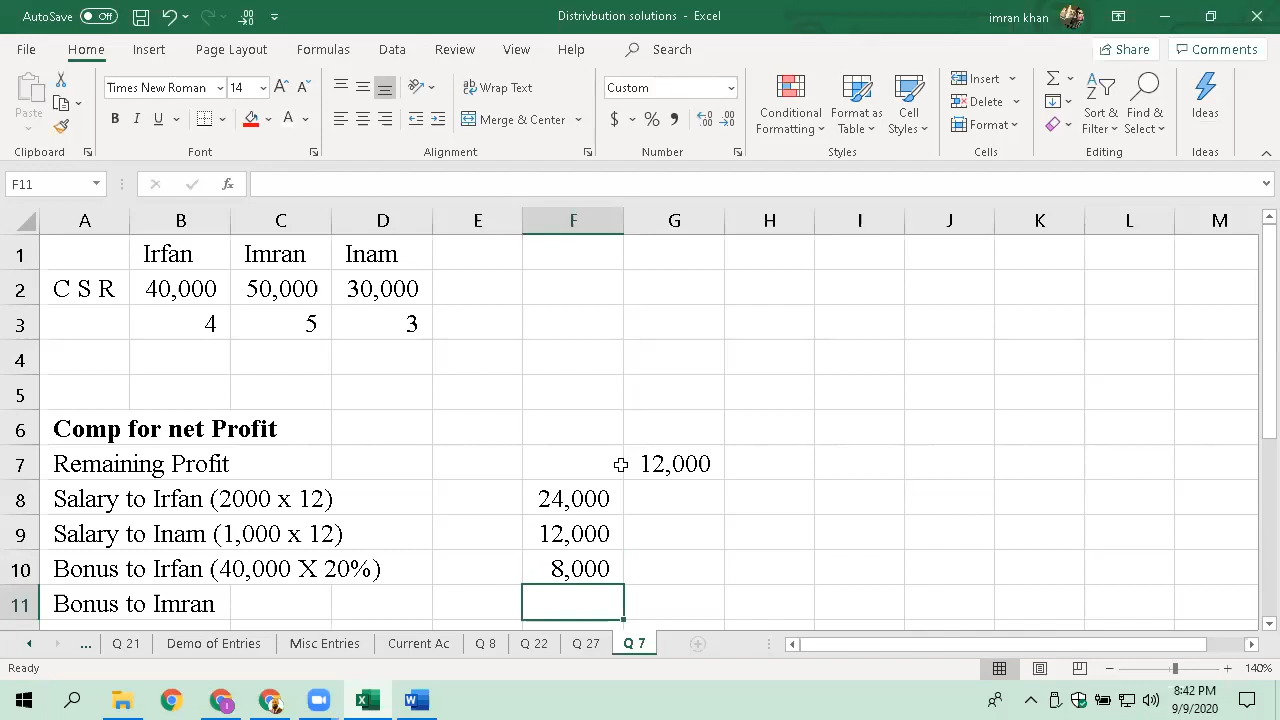 AutoSave Off Distrivbution solutions - Excel imran khan
File Home Insert Page Layout Formulas Data Review View Help Search Share Comments
Paste Times New Roman 14 Wrap Text Custom Conditional Formatting Format as Table Cell Styles Insert Sort & Filter Find & Select Ideas
B I U Merge & Center $ % Delete
Format
Clipboard Font Alignment Number Styles Cells Editing Ideas
F11 fx
A B C D E F G H I J K L M
1 Irfan Imran Inam
2 C S R 40,000 50,000 30,000
3 4 5 3
4
5
6 Comp for net Profit
7 Remaining Profit 12,000
8 Salary to Irfan (2000 x 12) 24,000
9 Salary to Inam (1,000 x 12) 12,000
10 Bonus to Irfan (40,000 X 20%) 8,000
11 Bonus to Imran
... Q 21 Demo of Entries Misc Entries Current Ac Q 8 Q 22 Q 27 Q 7
Ready 140%
8:42 PM
9/9/2020